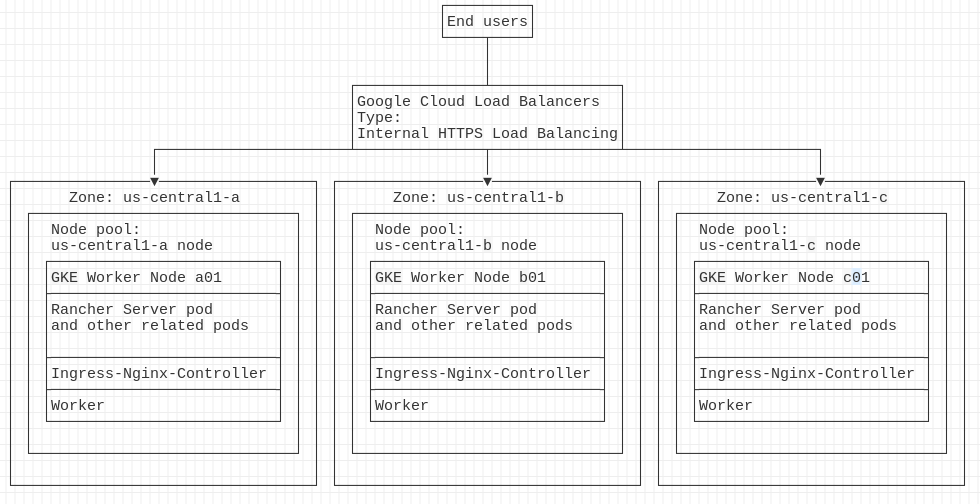 End users
Google Cloud Load Balancers
Type:
Internal HTTPS Load Balancing
Zone: us-central1-a
Node pool:
us-central1-a node
GKE Worker Node a01
Rancher Server pod
and other related pods
Ingress-Nginx-Controller
Worker
Zone: us-central1-b
Node pool:
us-central1-b node
GKE Worker Node b01
Rancher Server pod
and other related pods
Ingress-Nginx-Controller
Worker
Zone: us-central1-c
Node pool:
us-central1-c node
GKE Worker Node c01
Rancher Server pod
and other related pods
Ingress-Nginx-Controller
Worker